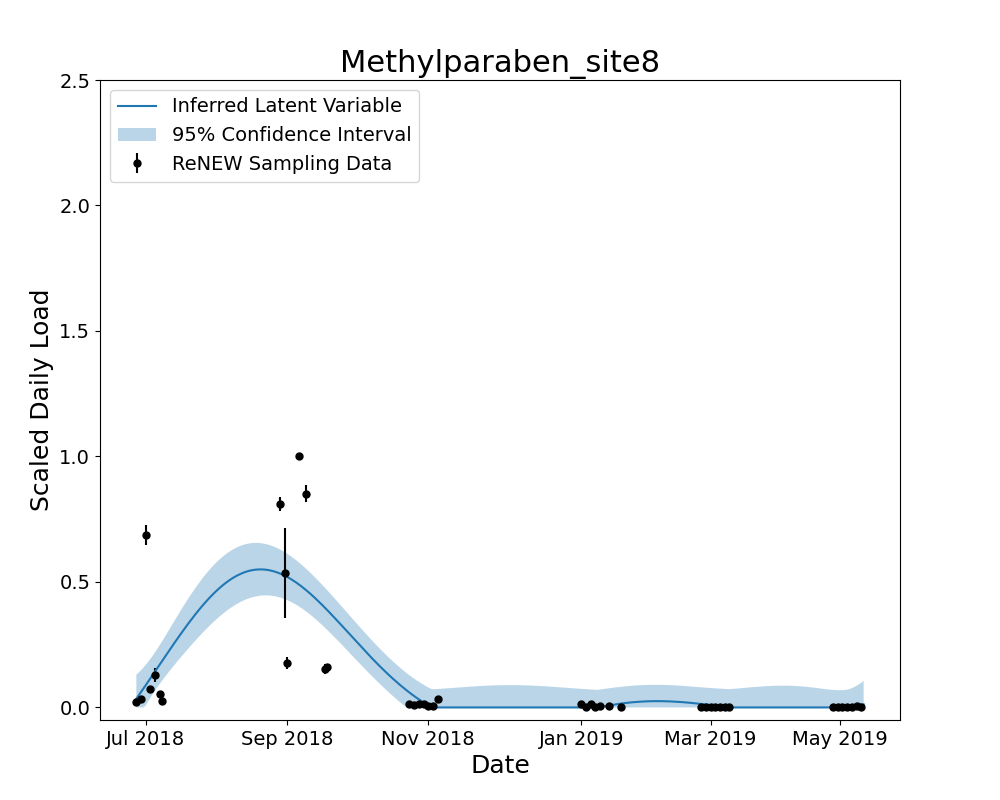 Methylparaben_site8
Inferred Latent Variable
95% Confidence Interval
ReNEW Sampling Data
Scaled Daily Load
2.5
2.0
1.5
1.0
0.5
0.0
Jul 2018 Sep 2018 Nov 2018 Jan 2019 Mar 2019 May 2019
Date